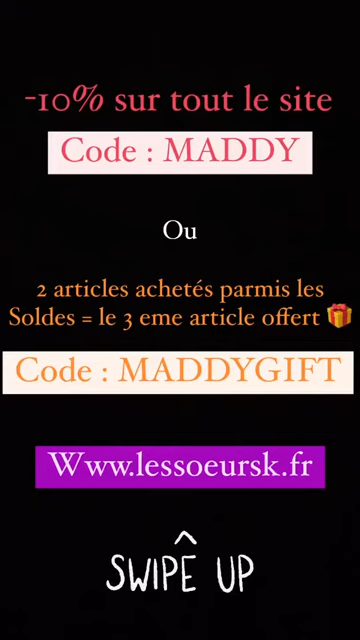 -10% sur tout le site
Code : MADDY
Ou
2 articles achetés parmis les
Soldes = le 3 eme article offert 🎁
Code : MADDYGIFT
Www.lessoeursk.fr
SWIPE UP